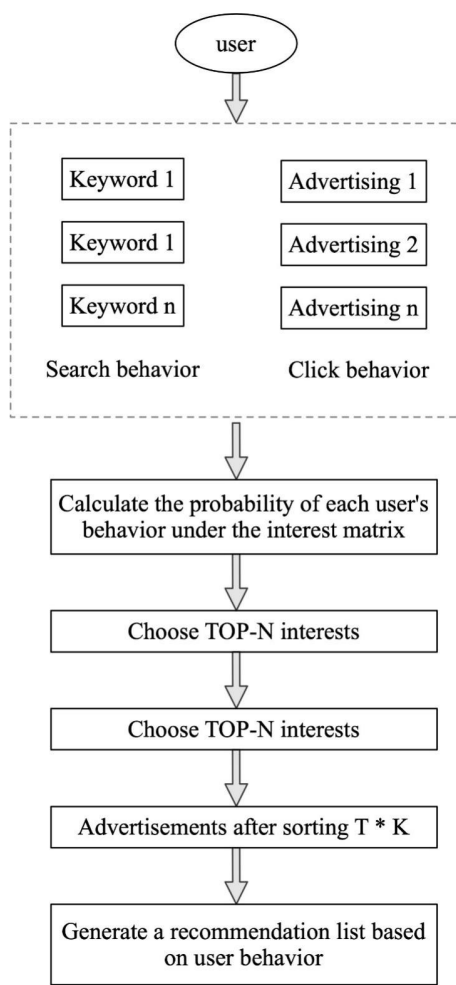 user
Keyword 1
Advertising 1
Keyword 1
Advertising 2
Keyword n
Advertising n
Search behavior
Click behavior
Calculate the probability of each user's
behavior under the interest matrix
Choose TOP-N interests
Choose TOP-N interests
Advertisements after sorting T * K
Generate a recommendation list based
on user behavior